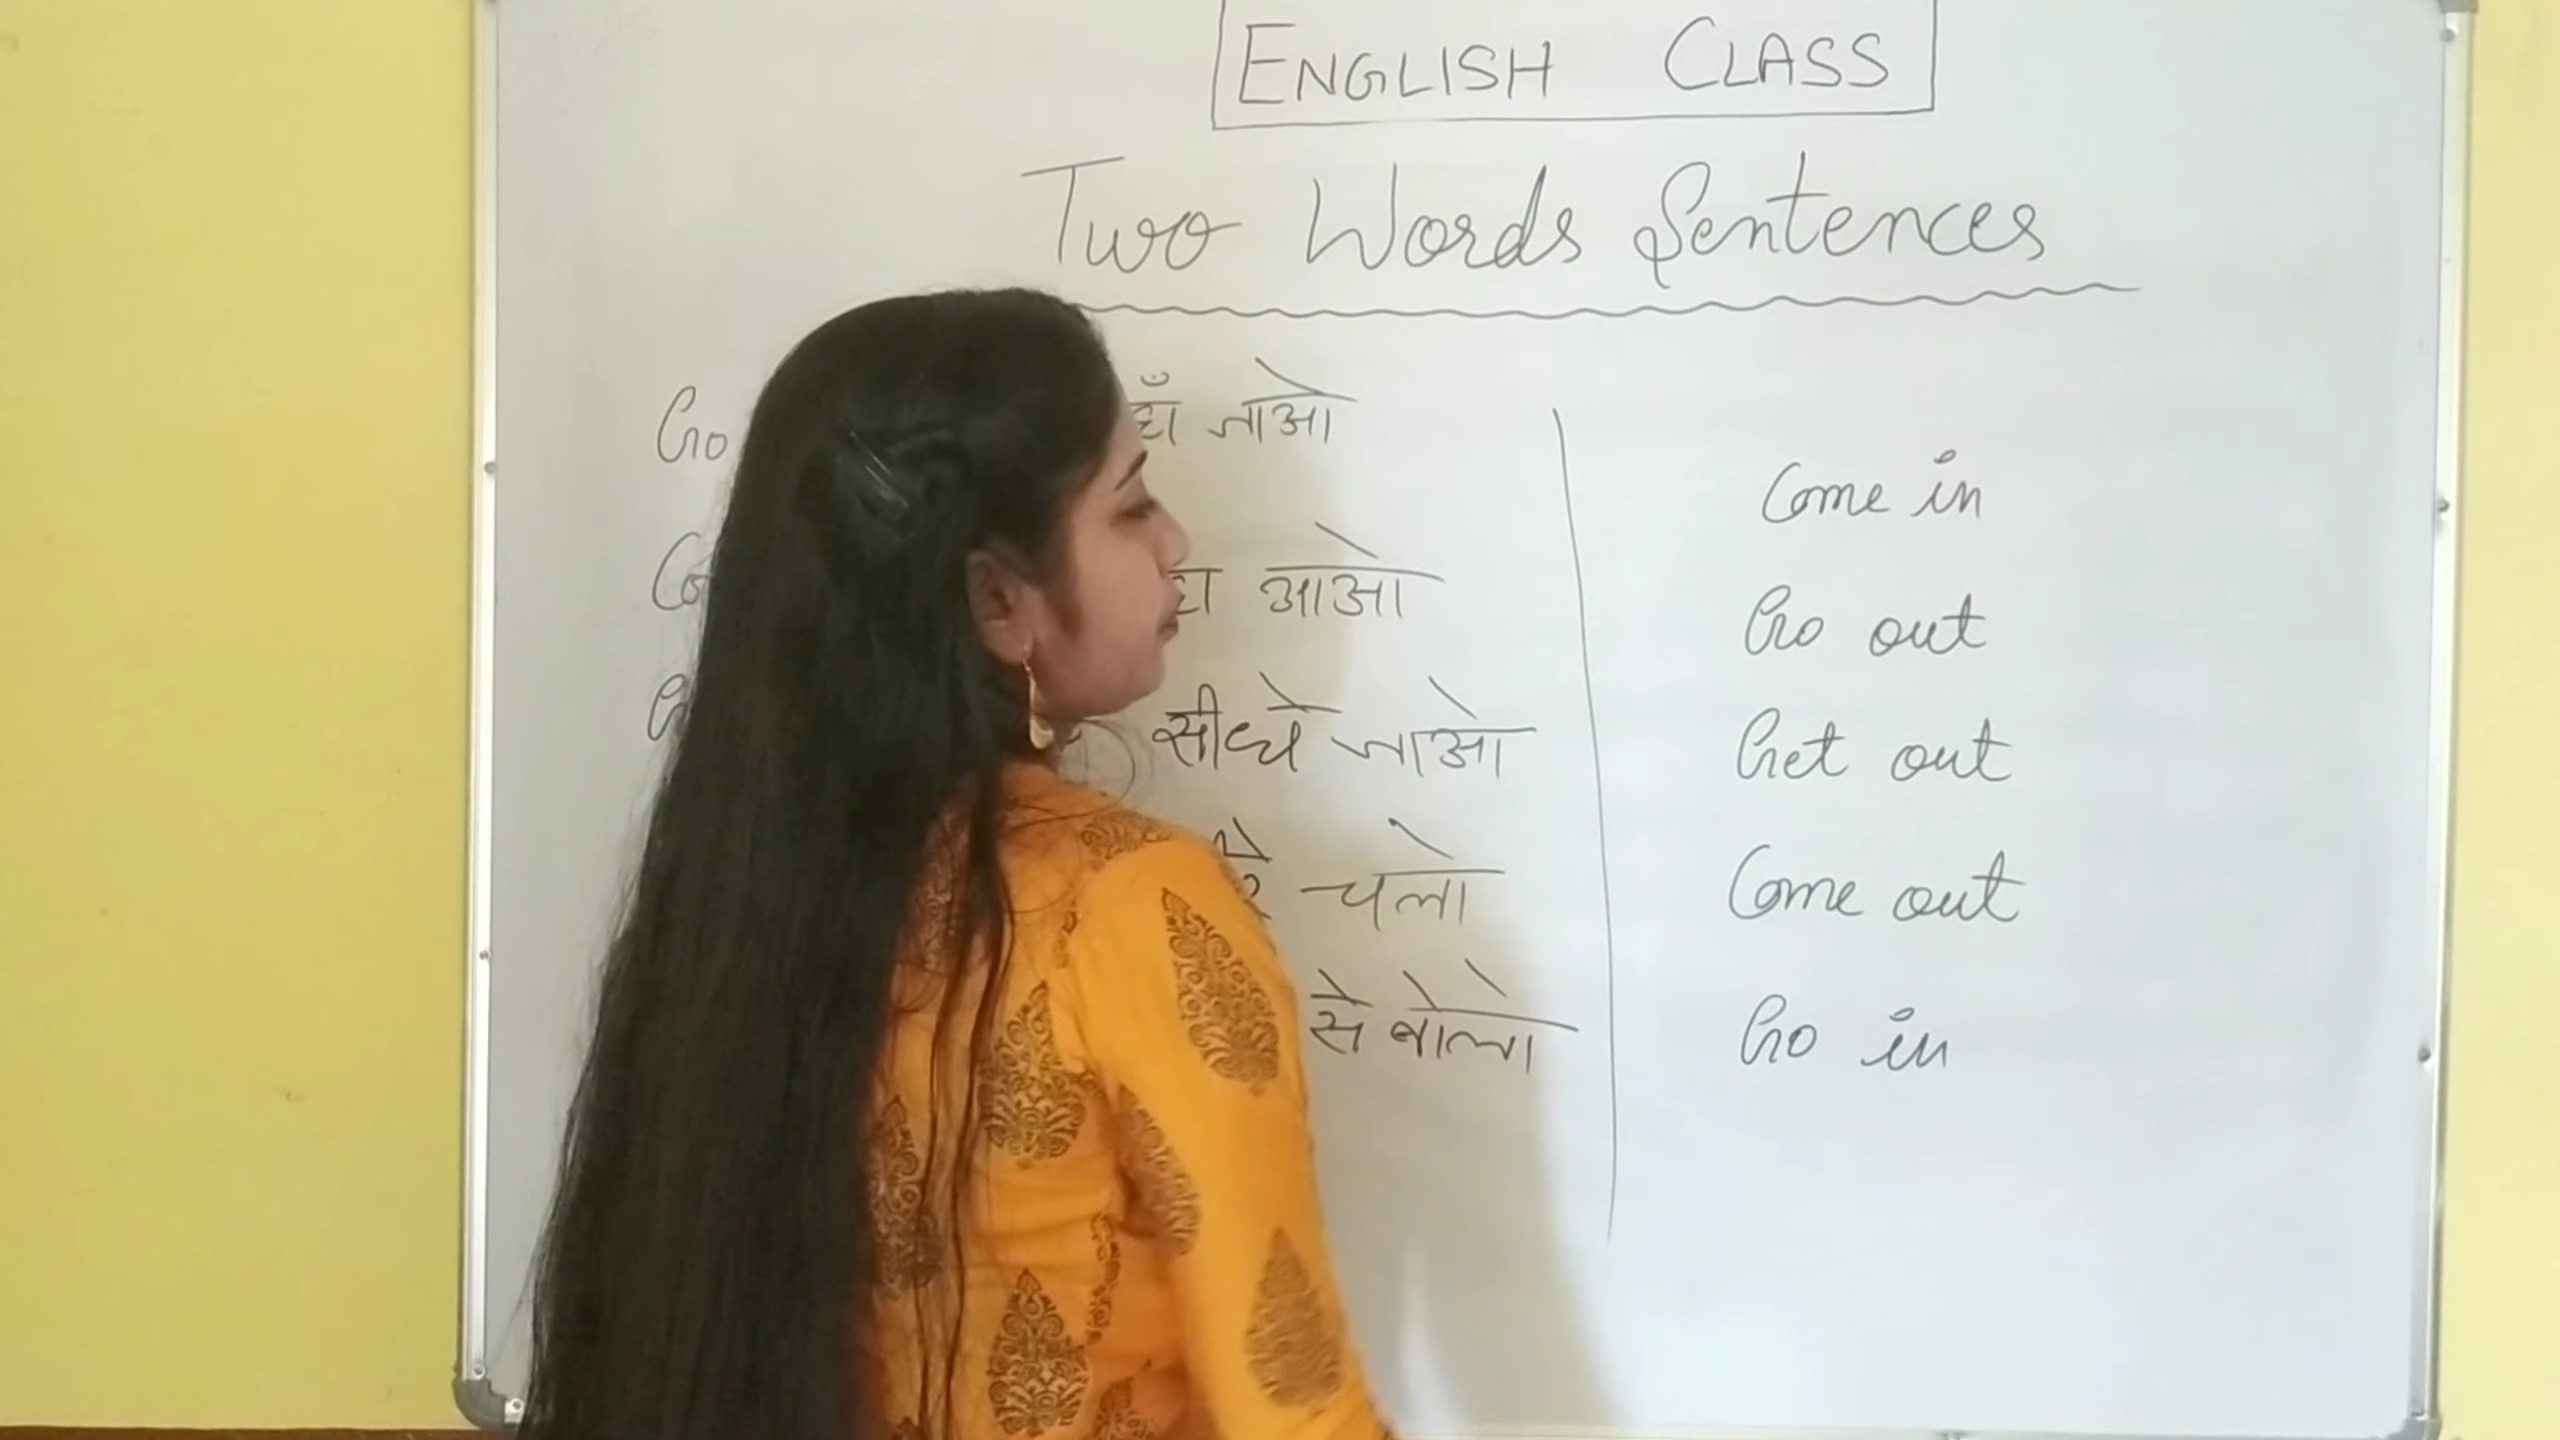 ENGLISH CLASS
Two Words Sentences
Go जाओ
आओ
सीधे जाओ
चलो
से बोलो
Come in
Go out
Get out
Come out
Go in